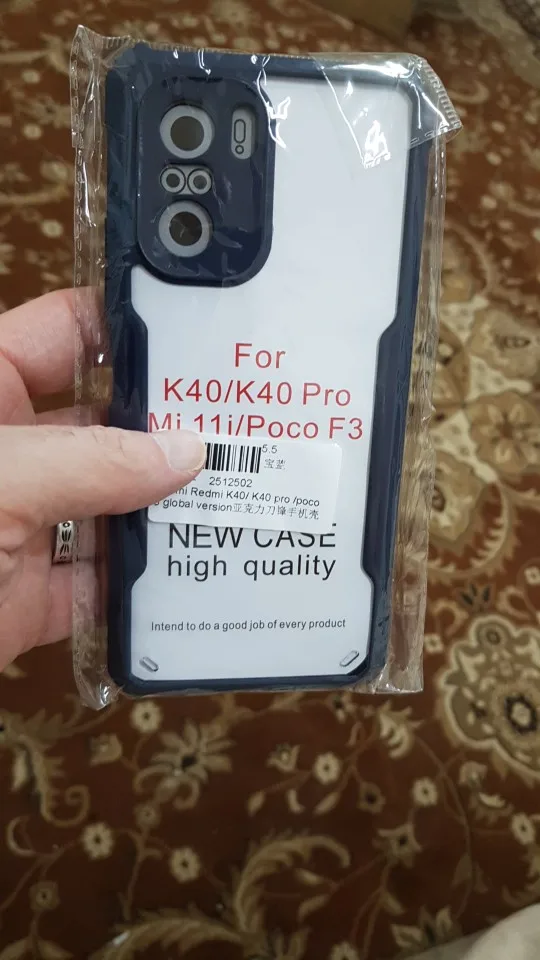 For
K40/K40 Pro
Mi 11i/Poco F3
5.5
宝蓝
2512502
Redmi K40/ K40 pro /poco
global version亚克力刀锋手机壳
NEW CASE
high quality
Intend to do a good job of every product